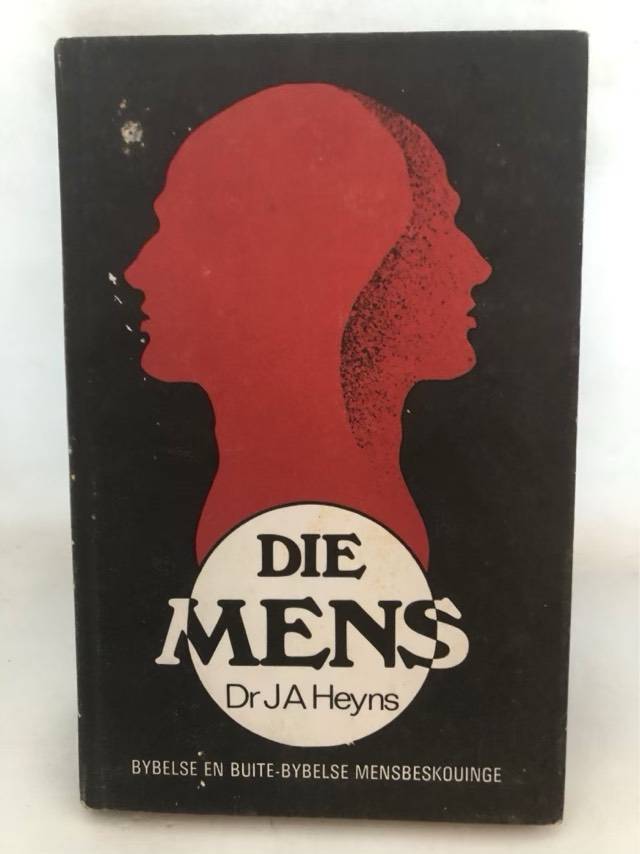 DIE
MENS
Dr J A Heyns
BYBELSE EN BUITE-BYBELSE MENSBESKOUINGE